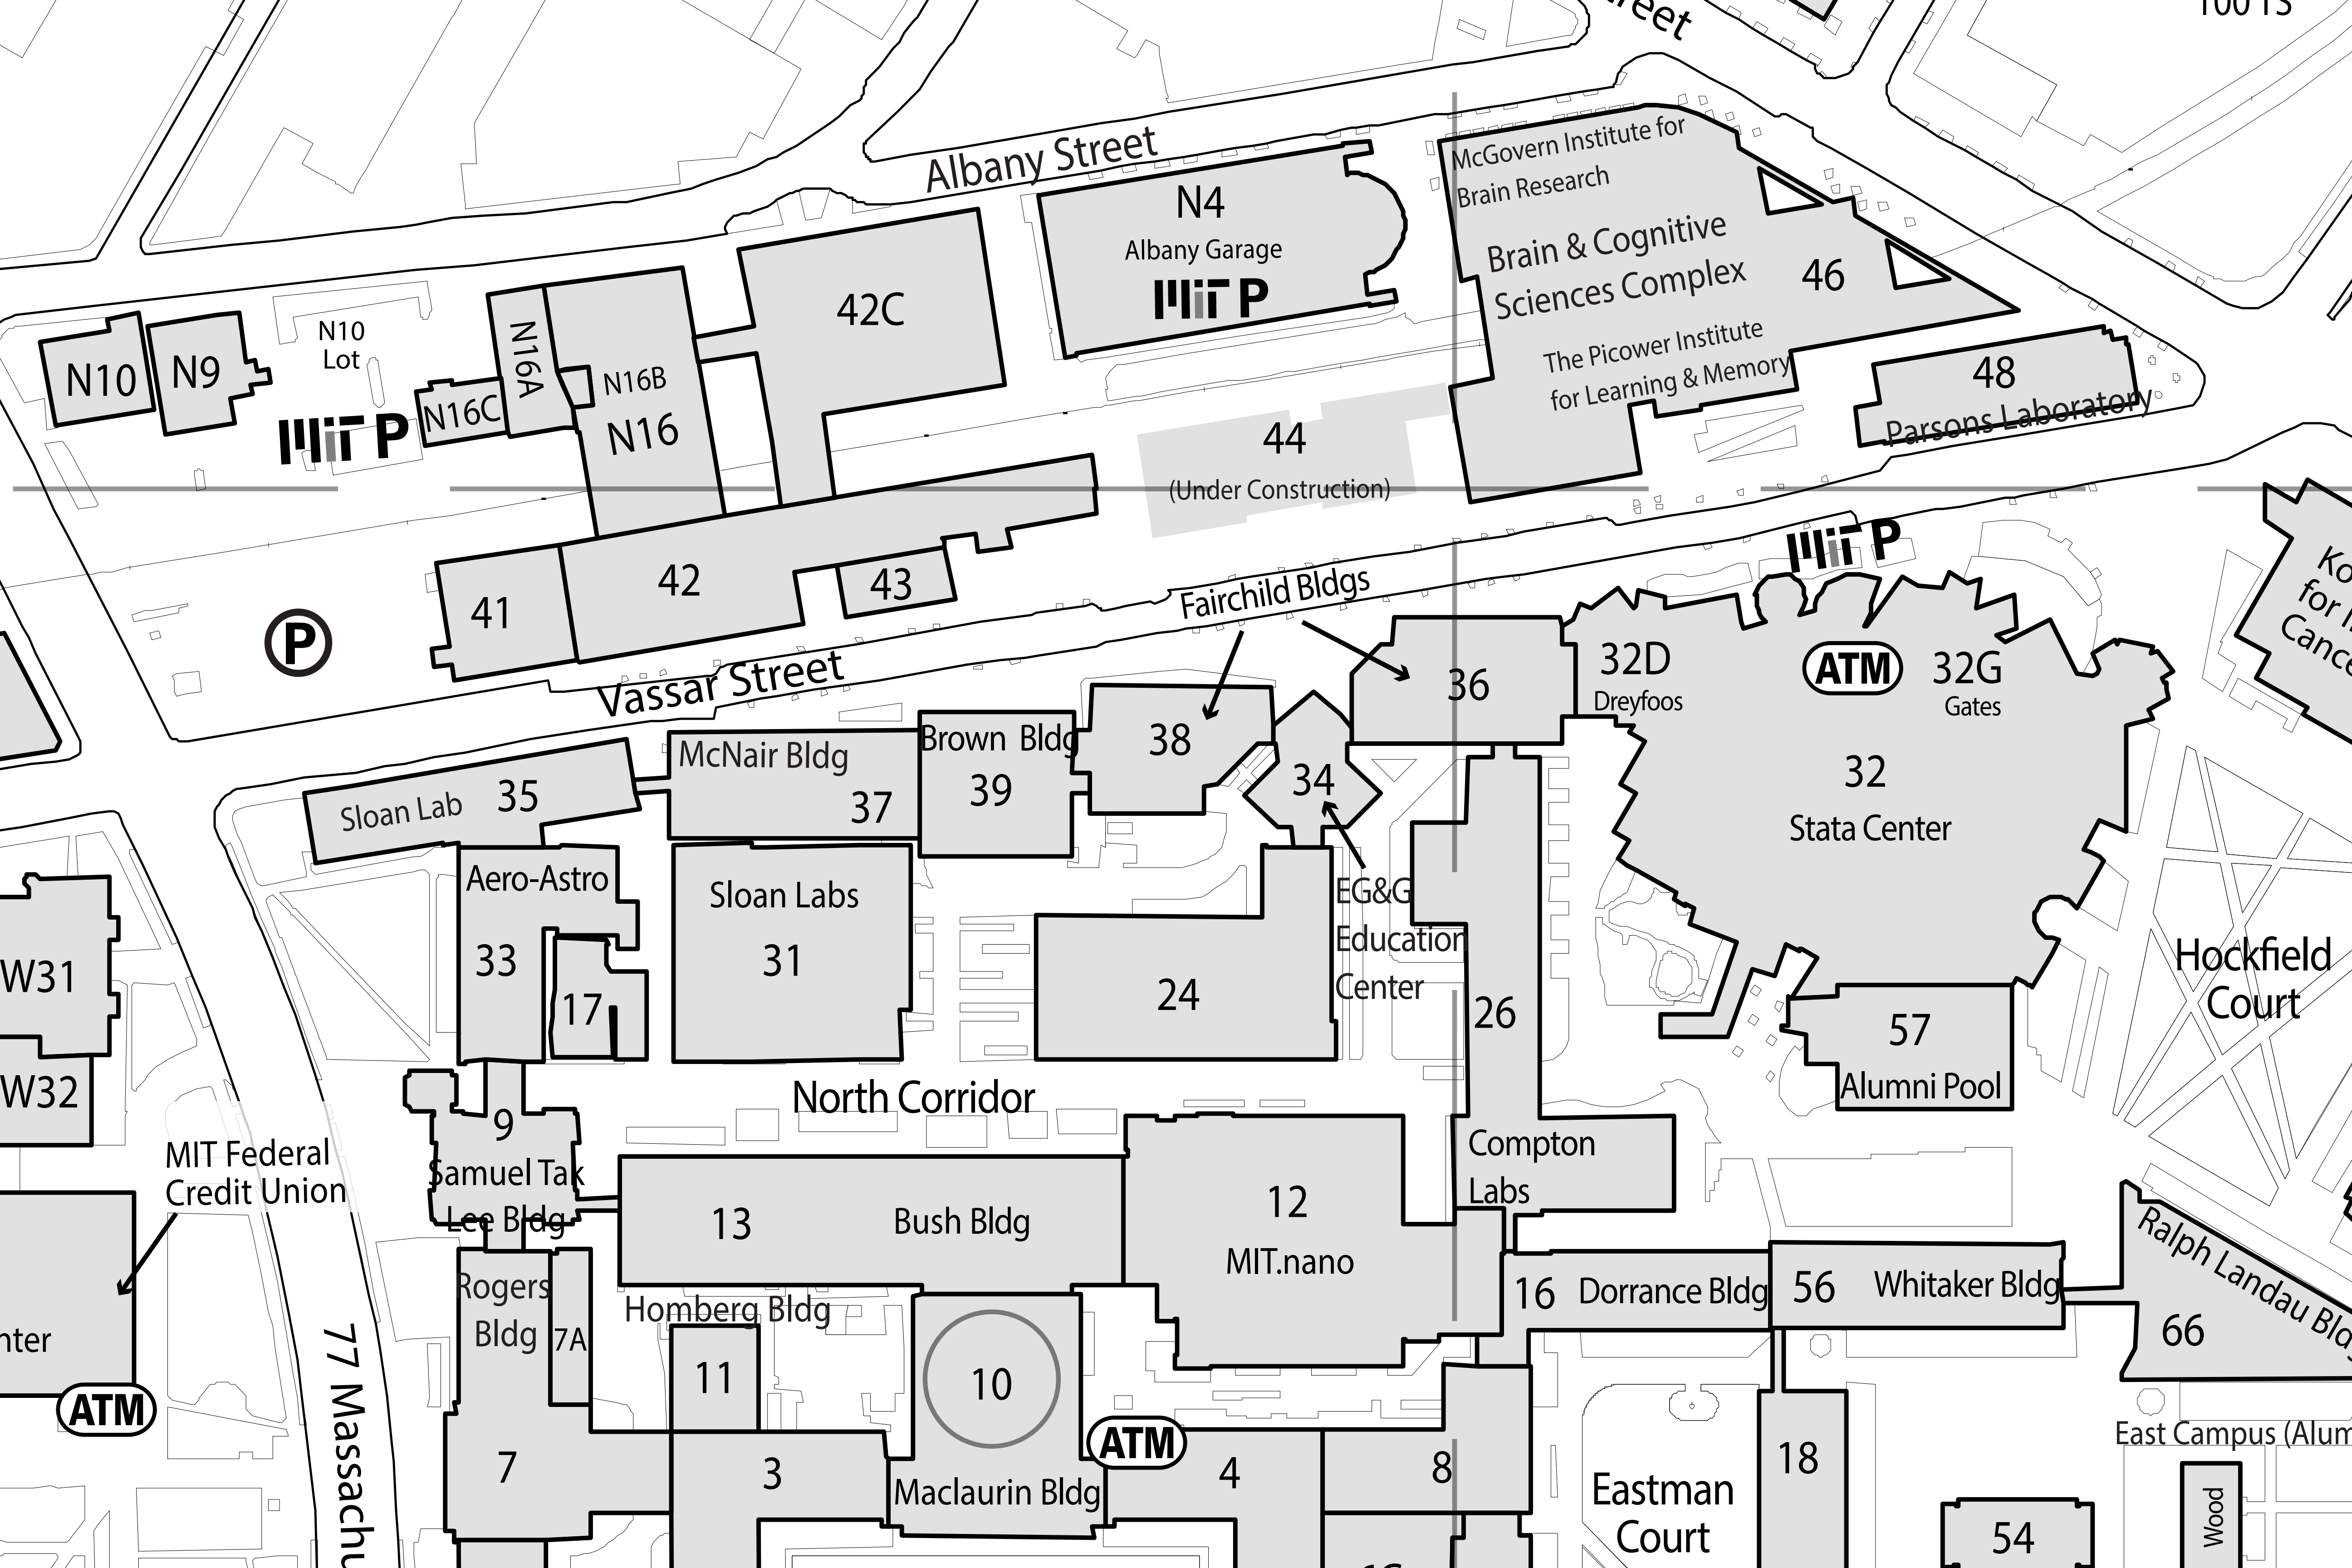 Street
100 TS
Albany Street
McGovern Institute for
Brain Research
Brain & Cognitive
Sciences Complex
46
The Picower Institute
for Learning & Memory
N4
Albany Garage
MIT P
42C
N10
N9
N10
Lot
MIT P
N16A
N16B
N16C
N16
48
Parsons Laboratory
44
(Under Construction)
41
42
43
P
Vassar Street
Fairchild Bldgs
MIT P
36
32D
Dreyfoos
ATM
32G
Gates
32
Stata Center
Sloan Lab
35
McNair Bldg
37
Brown Bldg
39
38
34
EG&G
Education
Center
Aero-Astro
33
17
Sloan Labs
31
24
26
57
Alumni Pool
Hockfield
Court
W31
W32
North Corridor
MIT Federal
Credit Union
9
Samuel Tak
Lee Bldg
13
Bush Bldg
12
MIT.nano
Compton
Labs
16
Dorrance Bldg
56
Whitaker Bldg
Ralph Landau
66
Rogers
Bldg
7A
Homberg Bldg
11
10
ATM
ATM
77
7
3
Maclaurin Bldg
4
8
Eastman
Court
18
54
East Campus
Wood